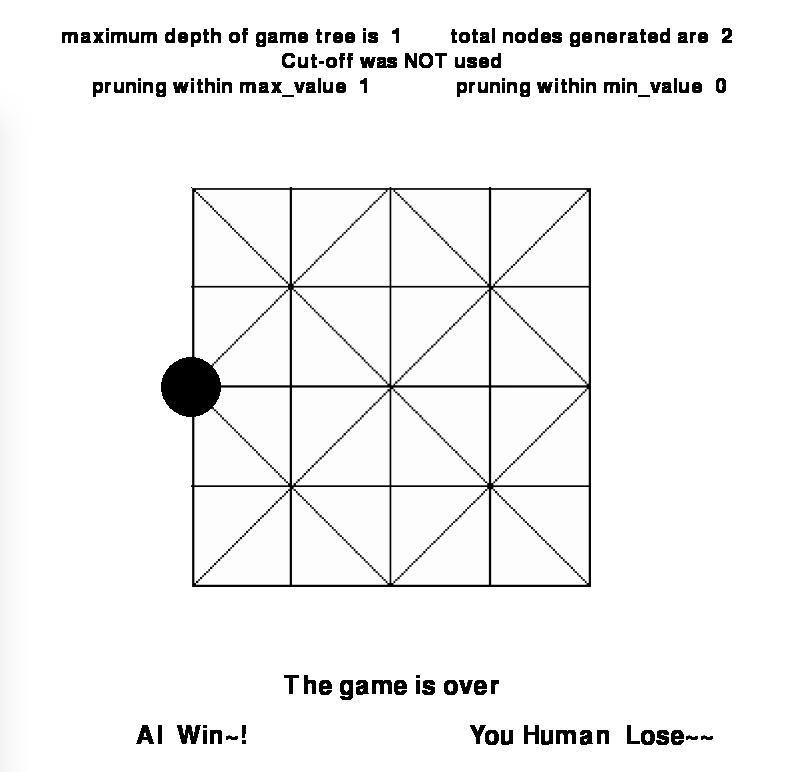 maximum depth of game tree is 1 total nodes generated are 2
Cut-off was NOT used
pruning within max_value 1 pruning within min_value 0
The game is over
AI Win~! You Human Lose~~